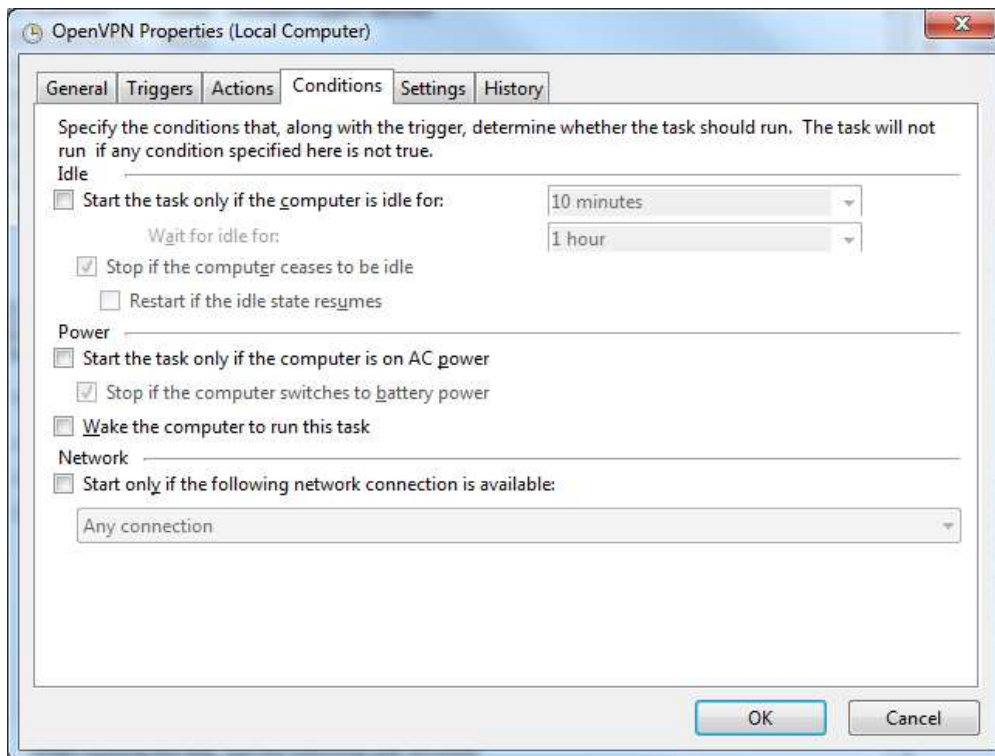 OpenVPN Properties (Local Computer)
General Triggers Actions Conditions Settings History
Specify the conditions that, along with the trigger, determine whether the task should run. The task will not
run if any condition specified here is not true.
Idle
Start the task only if the computer is idle for: 10 minutes
Wait for idle for: 1 hour
Stop if the computer ceases to be idle
Restart if the idle state resumes
Power
Start the task only if the computer is on AC power
Stop if the computer switches to battery power
Wake the computer to run this task
Network
Start only if the following network connection is available:
Any connection
OK Cancel